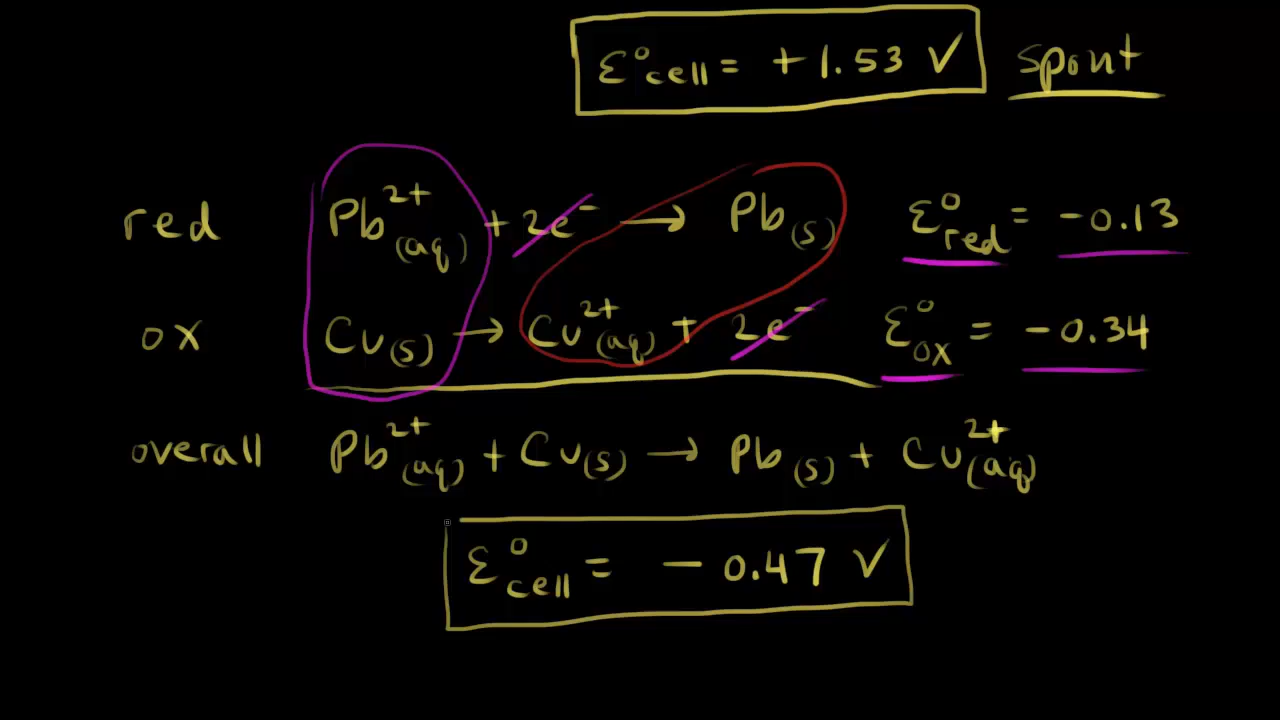 ε°cell = +1.53 V spont
red Pb²⁺(aq) + 2e⁻ → Pb(s) ε°red = -0.13
ox Cu(s) → Cu²⁺(aq) + 2e⁻ ε°ox = -0.34
overall Pb²⁺(aq) + Cu(s) → Pb(s) + Cu²⁺(aq)
ε°cell = -0.47 V